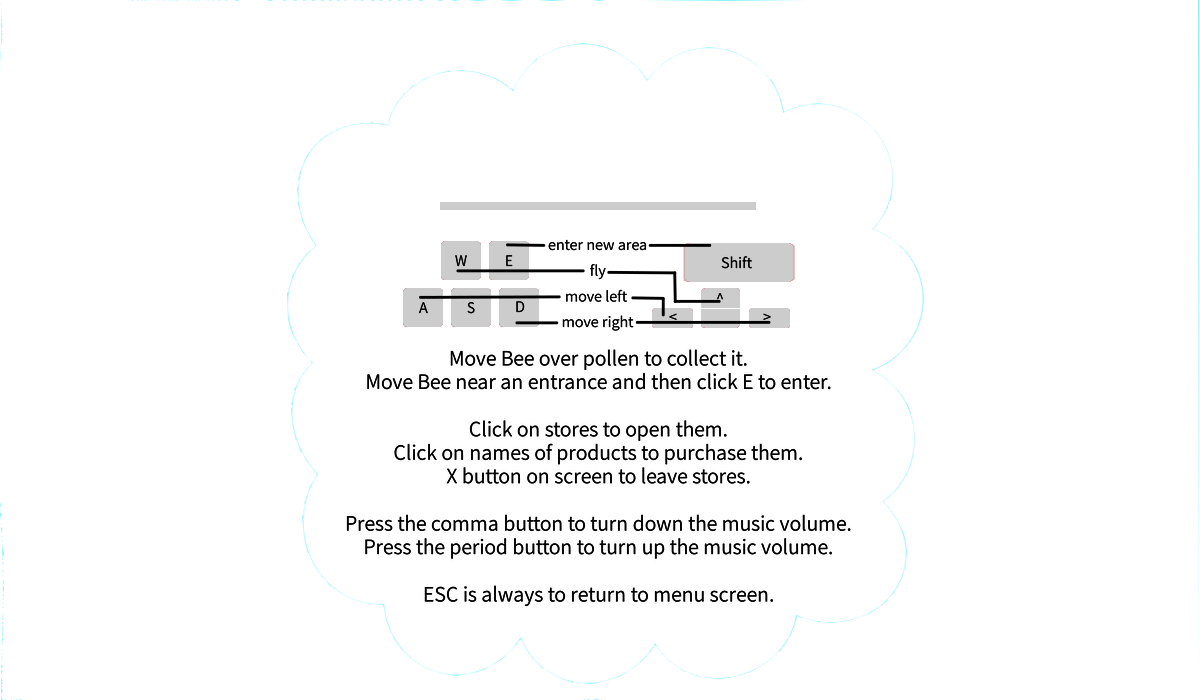 W E enter new area Shift
fly
^
A S D move left <
move right >
Move Bee over pollen to collect it.
Move Bee near an entrance and then click E to enter.
Click on stores to open them.
Click on names of products to purchase them.
X button on screen to leave stores.
Press the comma button to turn down the music volume.
Press the period button to turn up the music volume.
ESC is always to return to menu screen.